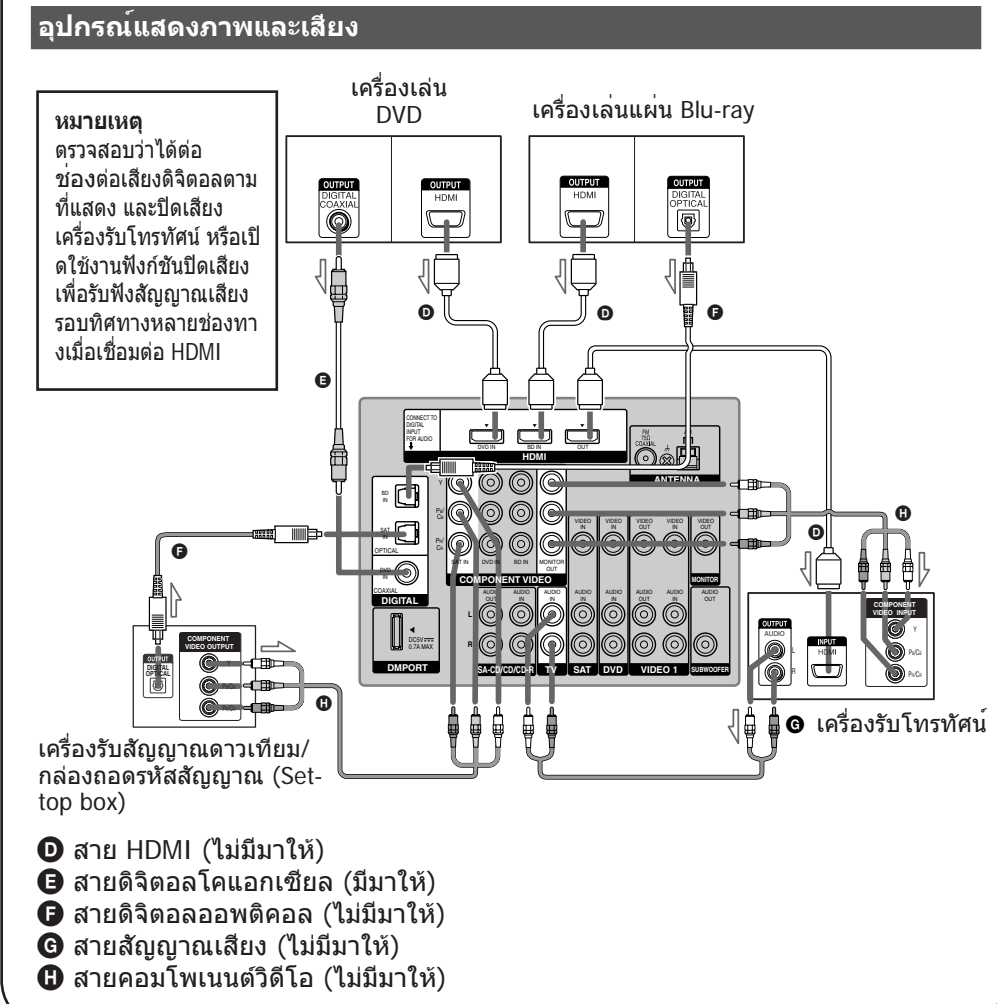 อุปกรณ์แสดงภาพและเสียง
หมายเหตุ
ตรวจสอบว่าได้ต่อ
ช่องต่อเสียงดิจิตอลตาม
ที่แสดง และปิดเสียง
เครื่องรับโทรทัศน์ หรือเปิ
ดใช้งานฟังก์ชันปิดเสียง
เพื่อรับฟังสัญญาณเสียง
รอบทิศทางหลายช่องทา
งเมื่อเชื่อมต่อ HDMI
เครื่องเล่น
DVD
เครื่องเล่นแผ่น Blu-ray
OUTPUT
DIGITAL
COAXIAL
OUTPUT
HDMI
OUTPUT
HDMI
OUTPUT
DIGITAL
OPTICAL
D
D
F
E
CONNECT TO
DIGITAL
INPUT
FOR AUDIO
DVD IN
BD IN
OUT
HDMI
FM
75Ω
COAXIAL
ANTENNA
BD
IN
SAT
IN
OPTICAL
DVD
IN
COAXIAL
DIGITAL
Y
PB/
CB
PR/
CR
SAT IN
DVD IN
BD IN
MONITOR
OUT
COMPONENT VIDEO
VIDEO
IN
VIDEO
IN
VIDEO
OUT
VIDEO
IN
VIDEO
OUT
MONITOR
AUDIO
OUT
AUDIO
IN
AUDIO
IN
AUDIO
IN
AUDIO
IN
AUDIO
OUT
AUDIO
IN
AUDIO
OUT
L
R
DC5V
0.7A MAX
DMPORT
SA-CD/CD/CD-R
TV
SAT
DVD
VIDEO 1
SUBWOOFER
F
H
D
OUTPUT
DIGITAL
OPTICAL
COMPONENT
VIDEO OUTPUT
H
OUTPUT
AUDIO
L
R
INPUT
HDMI
COMPONENT
VIDEO INPUT
Y
PB/CB
PR/CR
G เครื่องรับโทรทัศน์
เครื่องรับสัญญาณดาวเทียม/
กล่องถอดรหัสสัญญาณ (Set-
top box)
D สาย HDMI (ไม่มีมาให้)
E สายดิจิตอลโคแอกเซียล (มีมาให้)
F สายดิจิตอลออพติคอล (ไม่มีมาให้)
G สายสัญญาณเสียง (ไม่มีมาให้)
H สายคอมโพเนนต์วิดีโอ (ไม่มีมาให้)